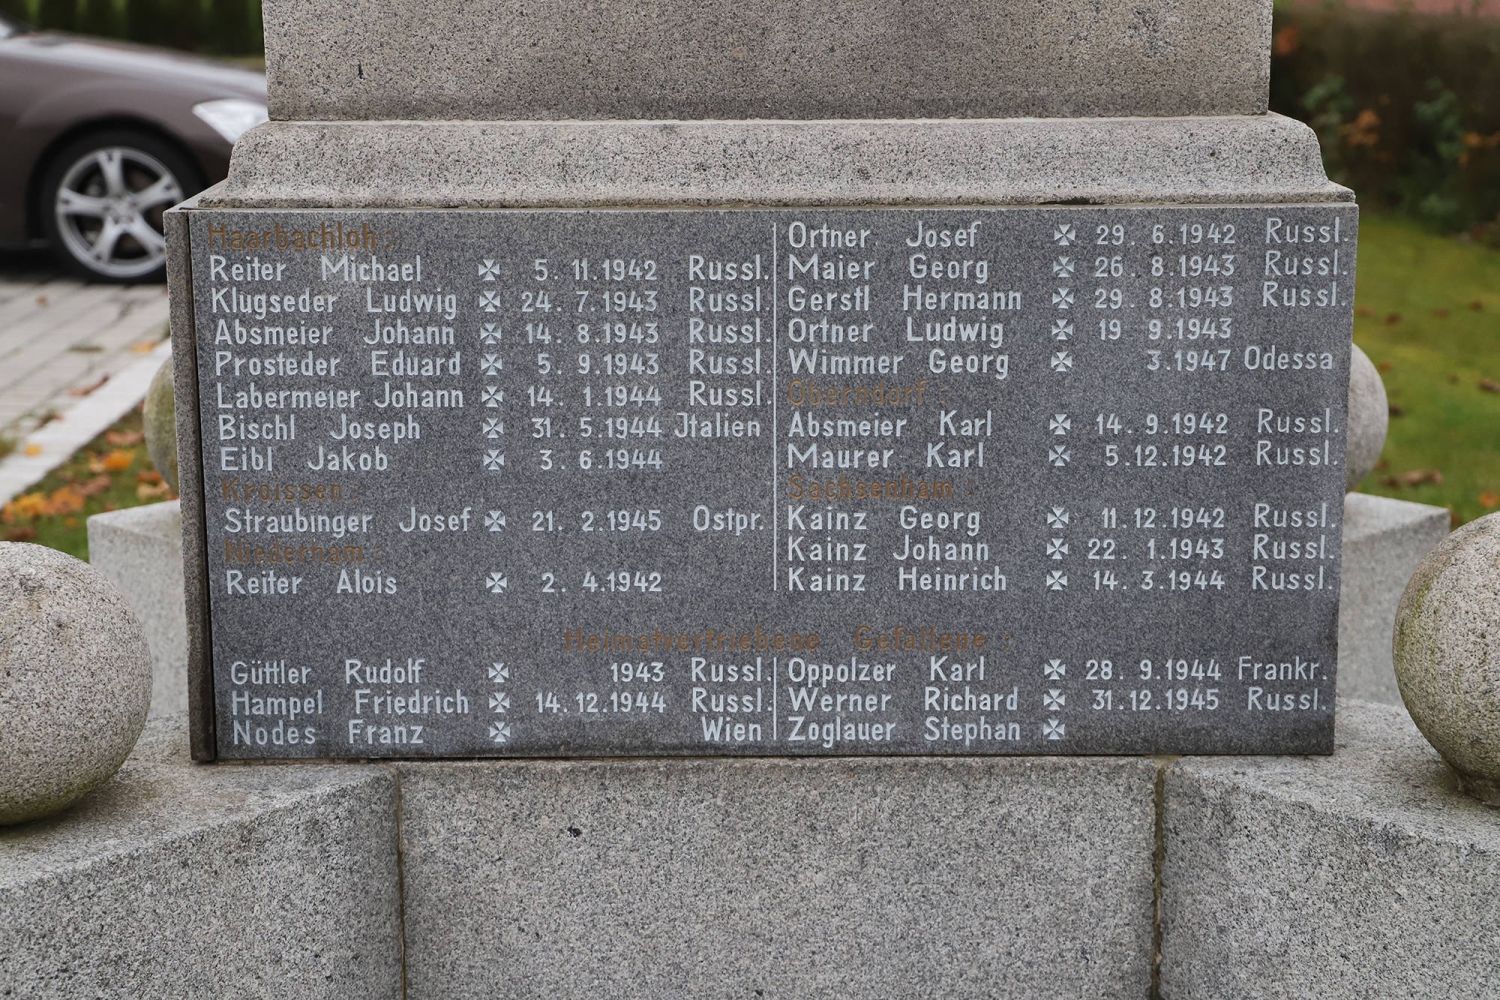 Haarbachloh:
Reiter Michael ✠ 5. 11. 1942 Russl.
Klugseder Ludwig ✠ 24. 7. 1943 Russl.
Absmeier Johann ✠ 14. 8. 1943 Russl.
Prosteder Eduard ✠ 5. 9. 1943 Russl.
Labermeier Johann ✠ 14. 1. 1944 Russl.
Bischl Joseph ✠ 31. 5. 1944 Jtalien
Eibl Jakob ✠ 3. 6. 1944
Kroissen:
Straubinger Josef ✠ 21. 2. 1945 Ostpr.
Niederham:
Reiter Alois ✠ 2. 4. 1942
Ortner Josef ✠ 29. 6. 1942 Russl.
Maier Georg ✠ 26. 8. 1943 Russl.
Gerstl Hermann ✠ 29. 8. 1943 Russl.
Ortner Ludwig ✠ 19 9. 1943
Wimmer Georg ✠ 3. 1947 Odessa
Oberndorf:
Absmeier Karl ✠ 14. 9. 1942 Russl.
Maurer Karl ✠ 5. 12. 1942 Russl.
Sachsenham:
Kainz Georg ✠ 11. 12. 1942 Russl.
Kainz Johann ✠ 22. 1. 1943 Russl.
Kainz Heinrich ✠ 14. 3. 1944 Russl.
Heimatvertriebene Gefallene:
Güttler Rudolf ✠ 1943 Russl.
Hampel Friedrich ✠ 14. 12. 1944 Russl.
Nodes Franz ✠ Wien
Oppolzer Karl ✠ 28. 9. 1944 Frankr.
Werner Richard ✠ 31. 12. 1945 Russl.
Zoglauer Stephan ✠